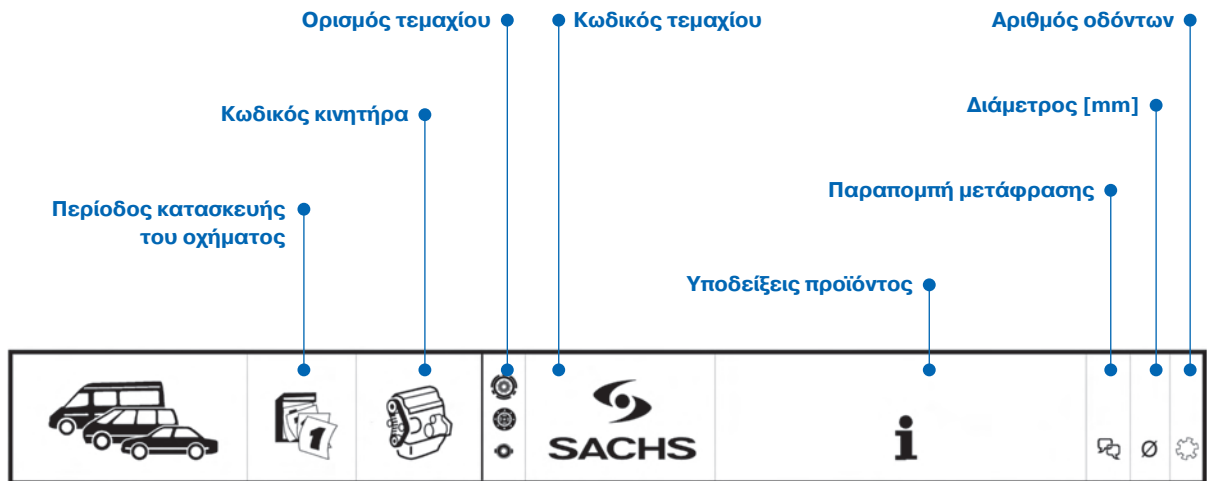 Ορισμός τεμαχίου
Κωδικός τεμαχίου
Αριθμός οδόντων
Κωδικός κινητήρα
Διάμετρος [mm]
Παραπομπή μετάφρασης
Περίοδος κατασκευής
του οχήματος
Υποδείξεις προϊόντος
1
SACHS
i
Ø